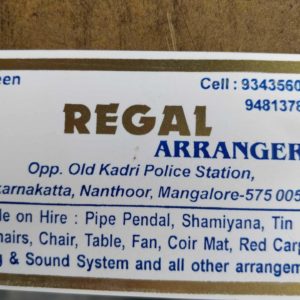 een Cell : 9343560
9481378
REGAL
ARRANGER
Opp. Old Kadri Police Station,
karnakatta, Nanthoor, Mangalore-575 005
le on Hire : Pipe Pendal, Shamiyana, Tin
hairs, Chair, Table, Fan, Coir Mat, Red Carp
g & Sound System and all other arrangem